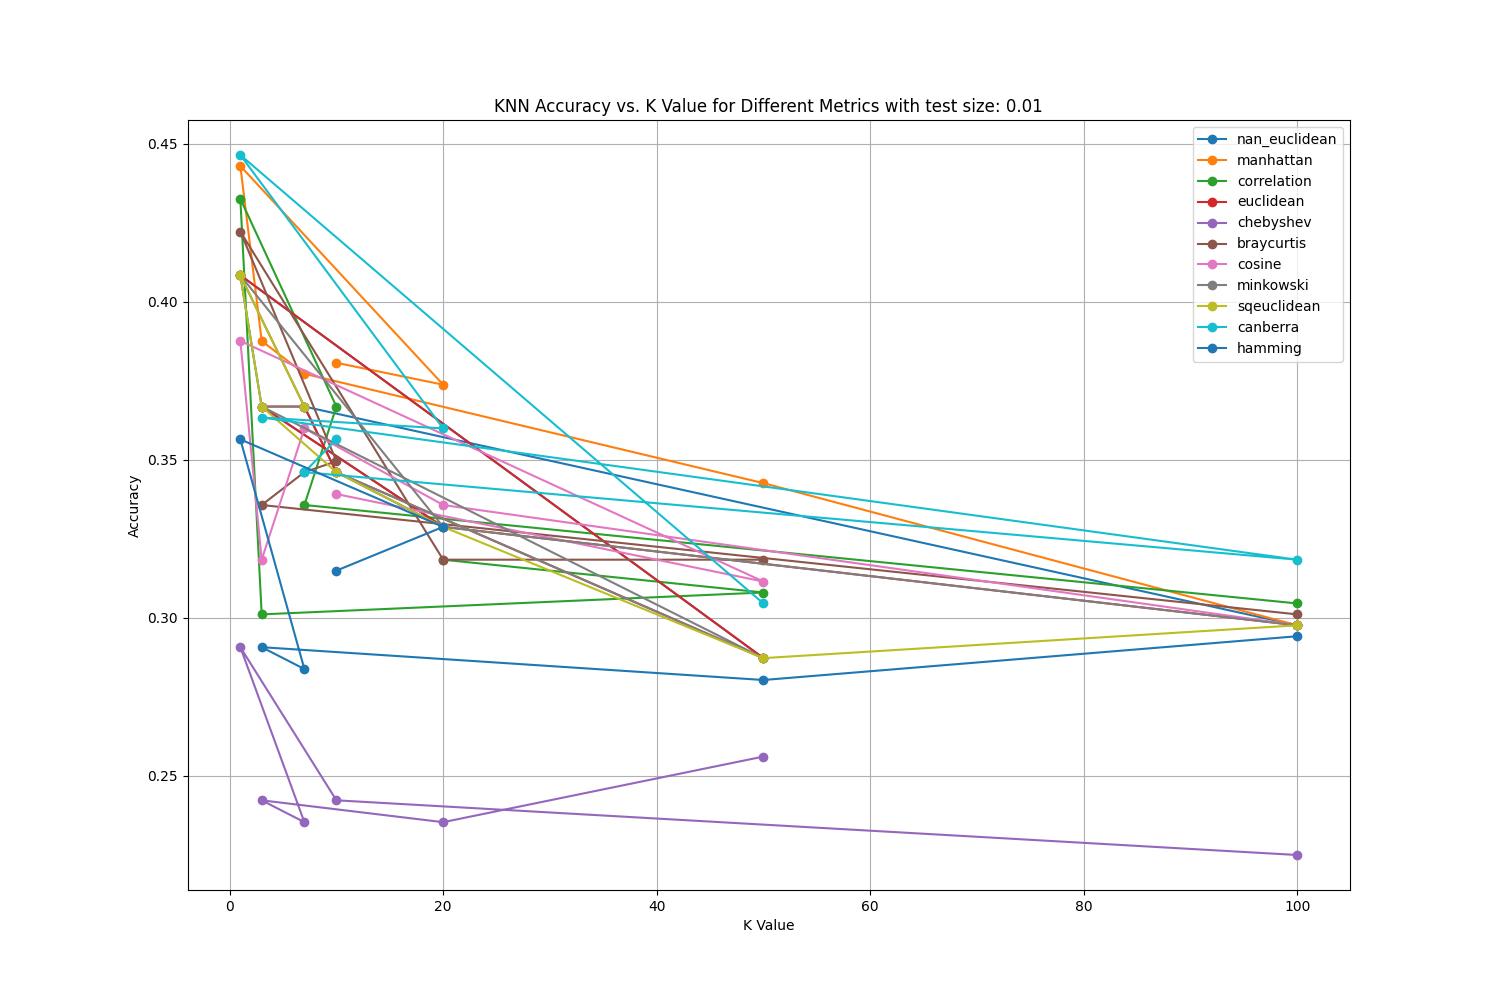 KNN Accuracy vs. K Value for Different Metrics with test size: 0.01
Accuracy
0.45
0.40
0.35
0.30
0.25
nan_euclidean
manhattan
correlation
euclidean
chebyshev
braycurtis
cosine
minkowski
sqeuclidean
canberra
hamming
0 20 40 60 80 100
K Value